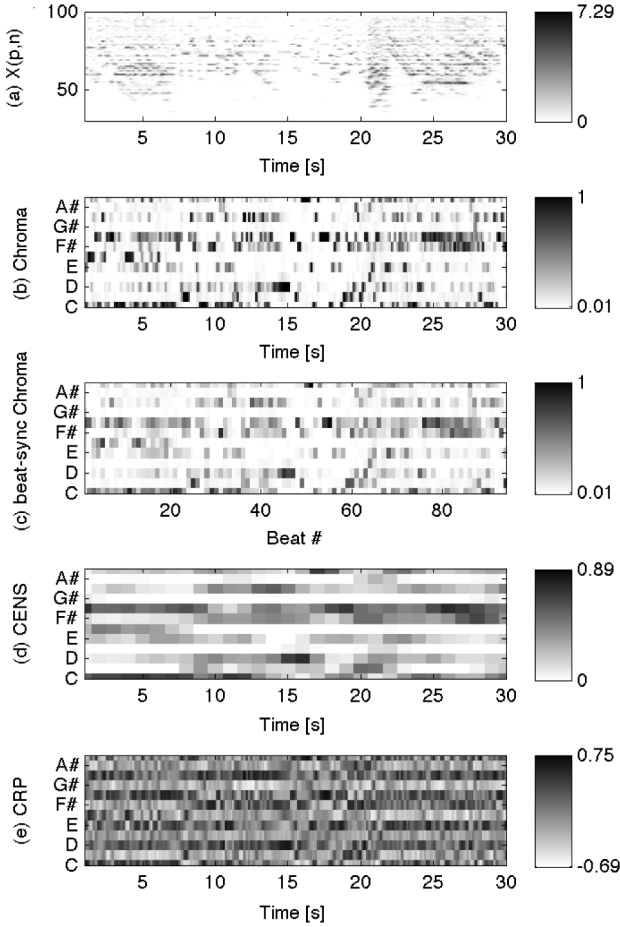 (a) X(p,n)
100
50
5 10 15 20 25 30
Time [s]
7.29
0
(b) Chroma
A#
G#
F#
E
D
C
5 10 15 20 25 30
Time [s]
1
0.01
(c) beat-sync Chroma
A#
G#
F#
E
D
C
20 40 60 80
Beat #
1
0.01
(d) CENS
A#
G#
F#
E
D
C
5 10 15 20 25 30
Time [s]
0.89
0
(e) CRP
A#
G#
F#
E
D
C
5 10 15 20 25 30
Time [s]
0.75
-0.69